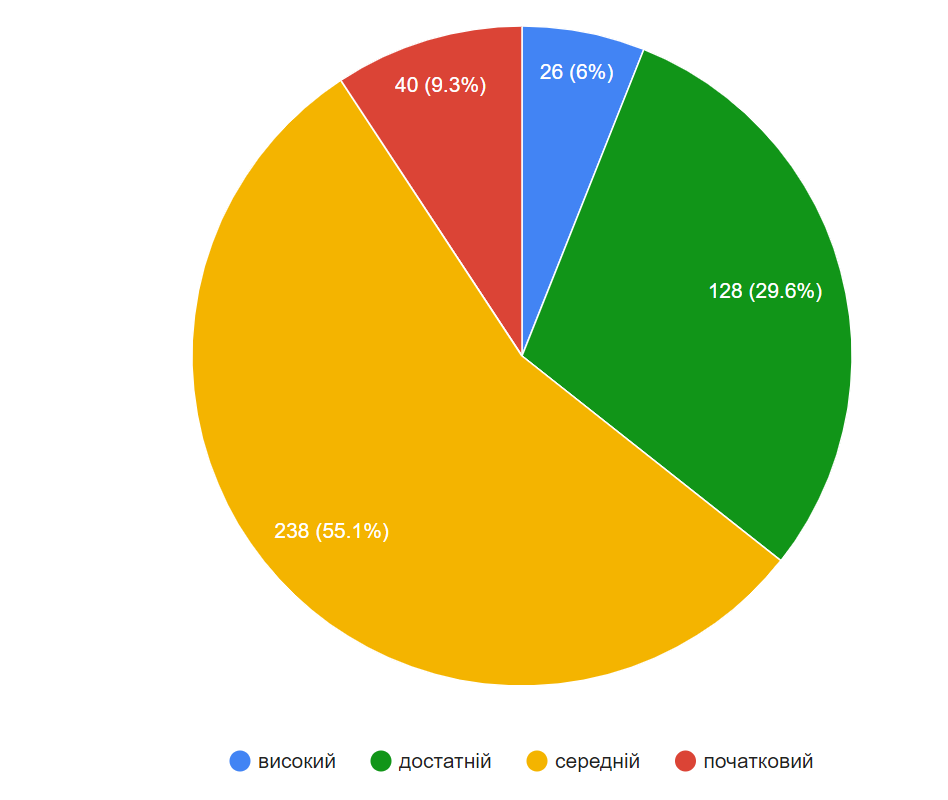 26 (6%)
40 (9.3%)
128 (29.6%)
238 (55.1%)
високий достатній середній початковий